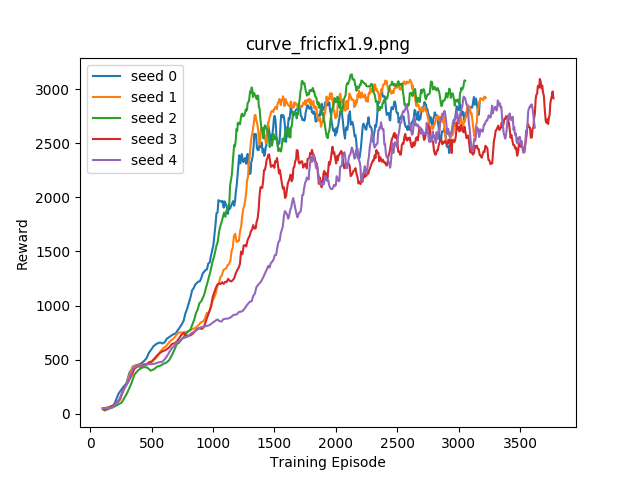 curve_fricfix1.9.png
seed 0
seed 1
seed 2
seed 3
seed 4
3000
2500
2000
1500
1000
500
0
Reward
0 500 1000 1500 2000 2500 3000 3500
Training Episode